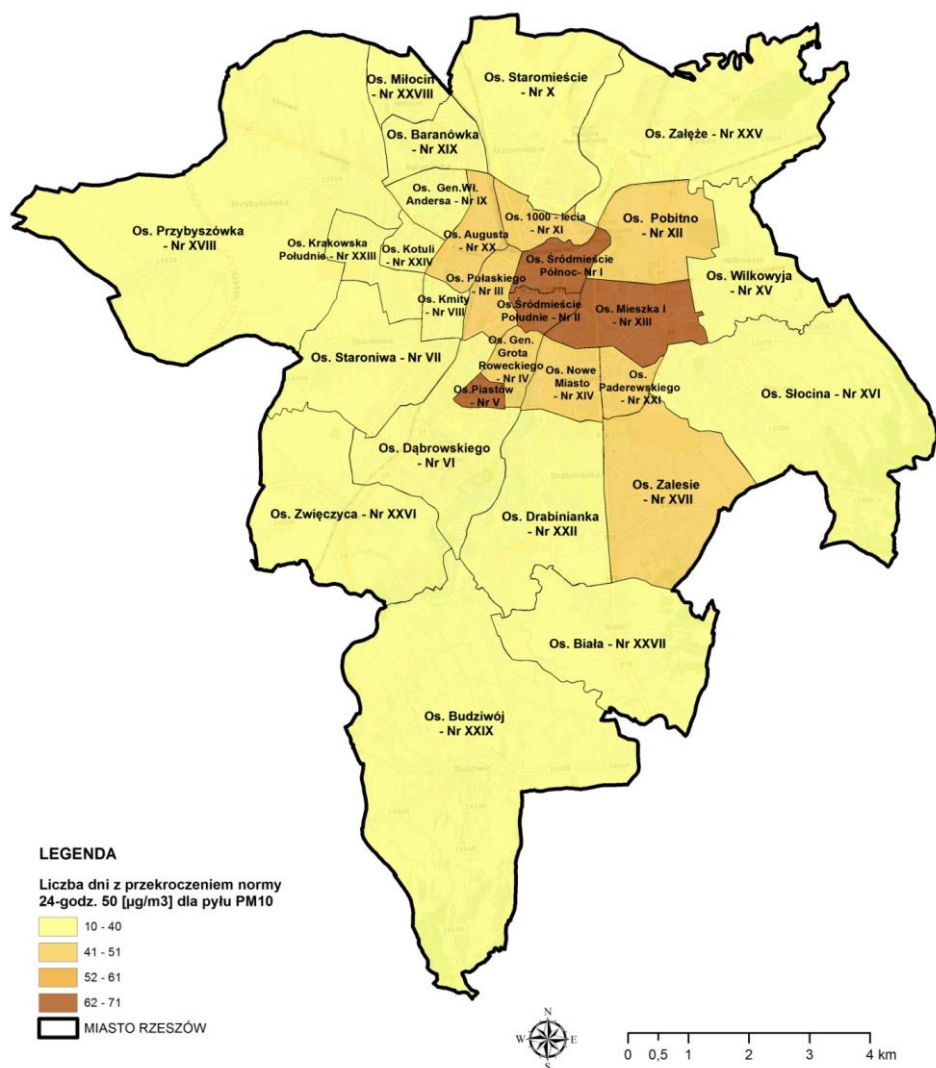 Os. Miłocin
- Nr XXVIII
Os. Staromieście
- Nr X
Os. Baranówka
- Nr XIX
Os. Załęże - Nr XXV
Os. Gen.Wł.
Andersa - Nr IX
Os. Przybyszówka
- Nr XVIII
Os. Krakowska
Południe - Nr XXIII
Os. Kotuli
- Nr XXIV
Os. Augusta
- Nr XX
Os. 1000 - lecia
- Nr XI
Os. Pobitno
- Nr XII
Os. Śródmieście
Północ- Nr I
Os. Pułaskiego
- Nr III
Os. Wilkowyja
- Nr XV
Os. Kmity
- Nr VIII
Os.Śródmieście
Południe - Nr II
Os. Mieszka I
- Nr XIII
Os. Staroniwa - Nr VII
Os. Gen.
Grota
Roweckiego
- Nr IV
Os. Nowe
Miasto
- Nr XIV
Os.
Paderewskiego
- Nr XXI
Os.Piastów
- Nr V
Os. Słocina - Nr XVI
Os. Dąbrowskiego
- Nr VI
Os. Zalesie
- Nr XVII
Os. Zwięczyca - Nr XXVI
Os. Drabinianka
- Nr XXII
Os. Biała - Nr XXVII
Os. Budziwój
- Nr XXIX
LEGENDA
Liczba dni z przekroczeniem normy
24-godz. 50 [µg/m3] dla pyłu PM10
10 - 40
41 - 51
52 - 61
62 - 71
MIASTO RZESZÓW
N
W E
S
0 0,5 1 2 3 4 km